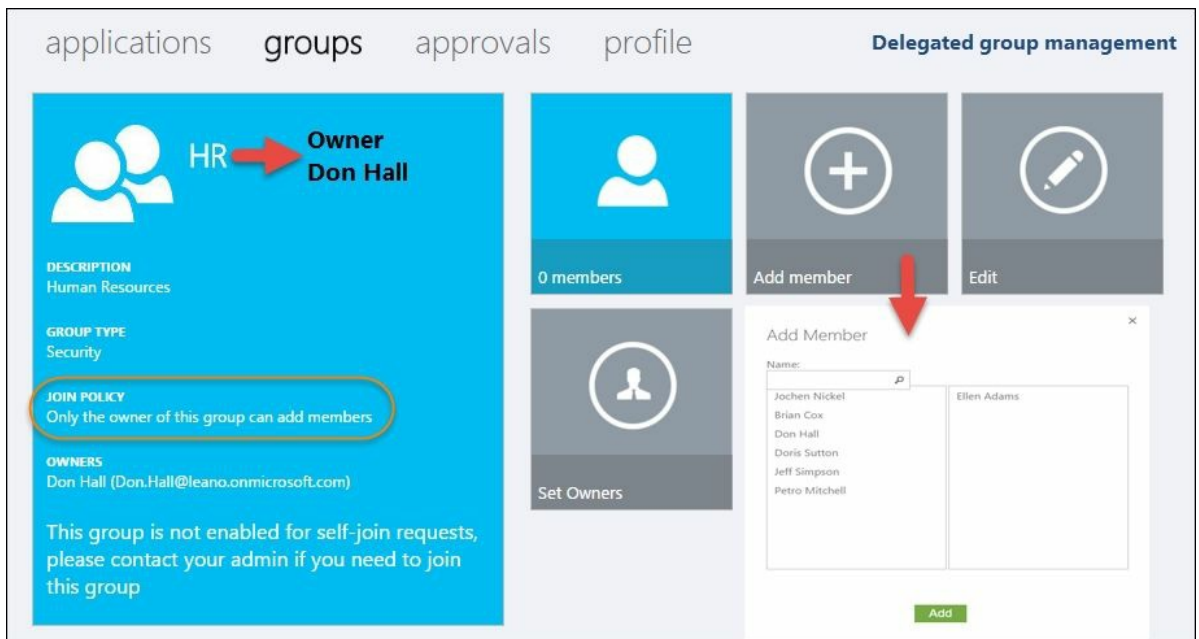 applications groups approvals profile Delegated group management
HR Owner
Don Hall
DESCRIPTION
Human Resources
GROUP TYPE
Security
JOIN POLICY
Only the owner of this group can add members
OWNERS
Don Hall (Don.Hall@leano.onmicrosoft.com)
This group is not enabled for self-join requests,
please contact your admin if you need to join
this group
0 members
Add member
Edit
Set Owners
Add Member
Name:
Jochen Nickel
Brian Cox
Don Hall
Doris Sutton
Jeff Simpson
Petro Mitchell
Ellen Adams
Add